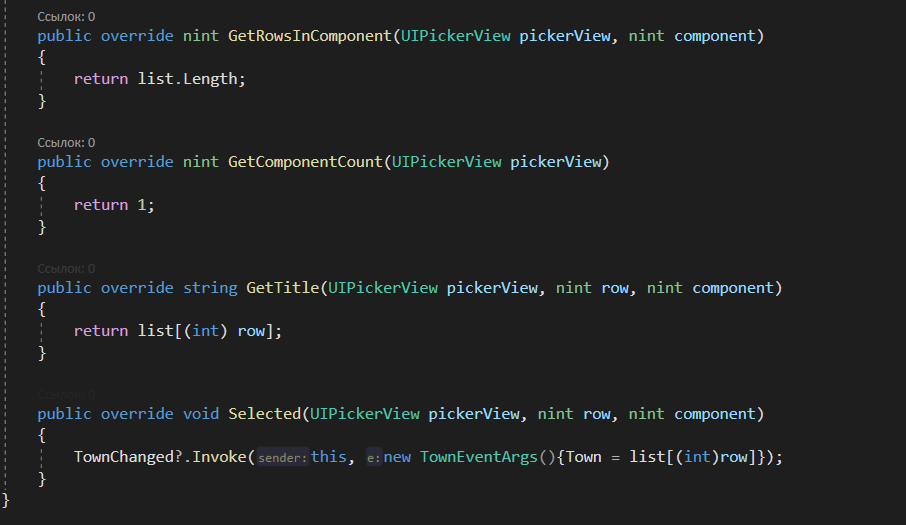 Ссылок: 0
public override nint GetRowsInComponent(UIPickerView pickerView, nint component)
{
return list.Length;
}
Ссылок: 0
public override nint GetComponentCount(UIPickerView pickerView)
{
return 1;
}
Ссылок: 0
public override string GetTitle(UIPickerView pickerView, nint row, nint component)
{
return list[(int) row];
}
Ссылок: 0
public override void Selected(UIPickerView pickerView, nint row, nint component)
{
TownChanged?.Invoke(sender:this, e:new TownEventArgs(){Town = list[(int)row]});
}
}